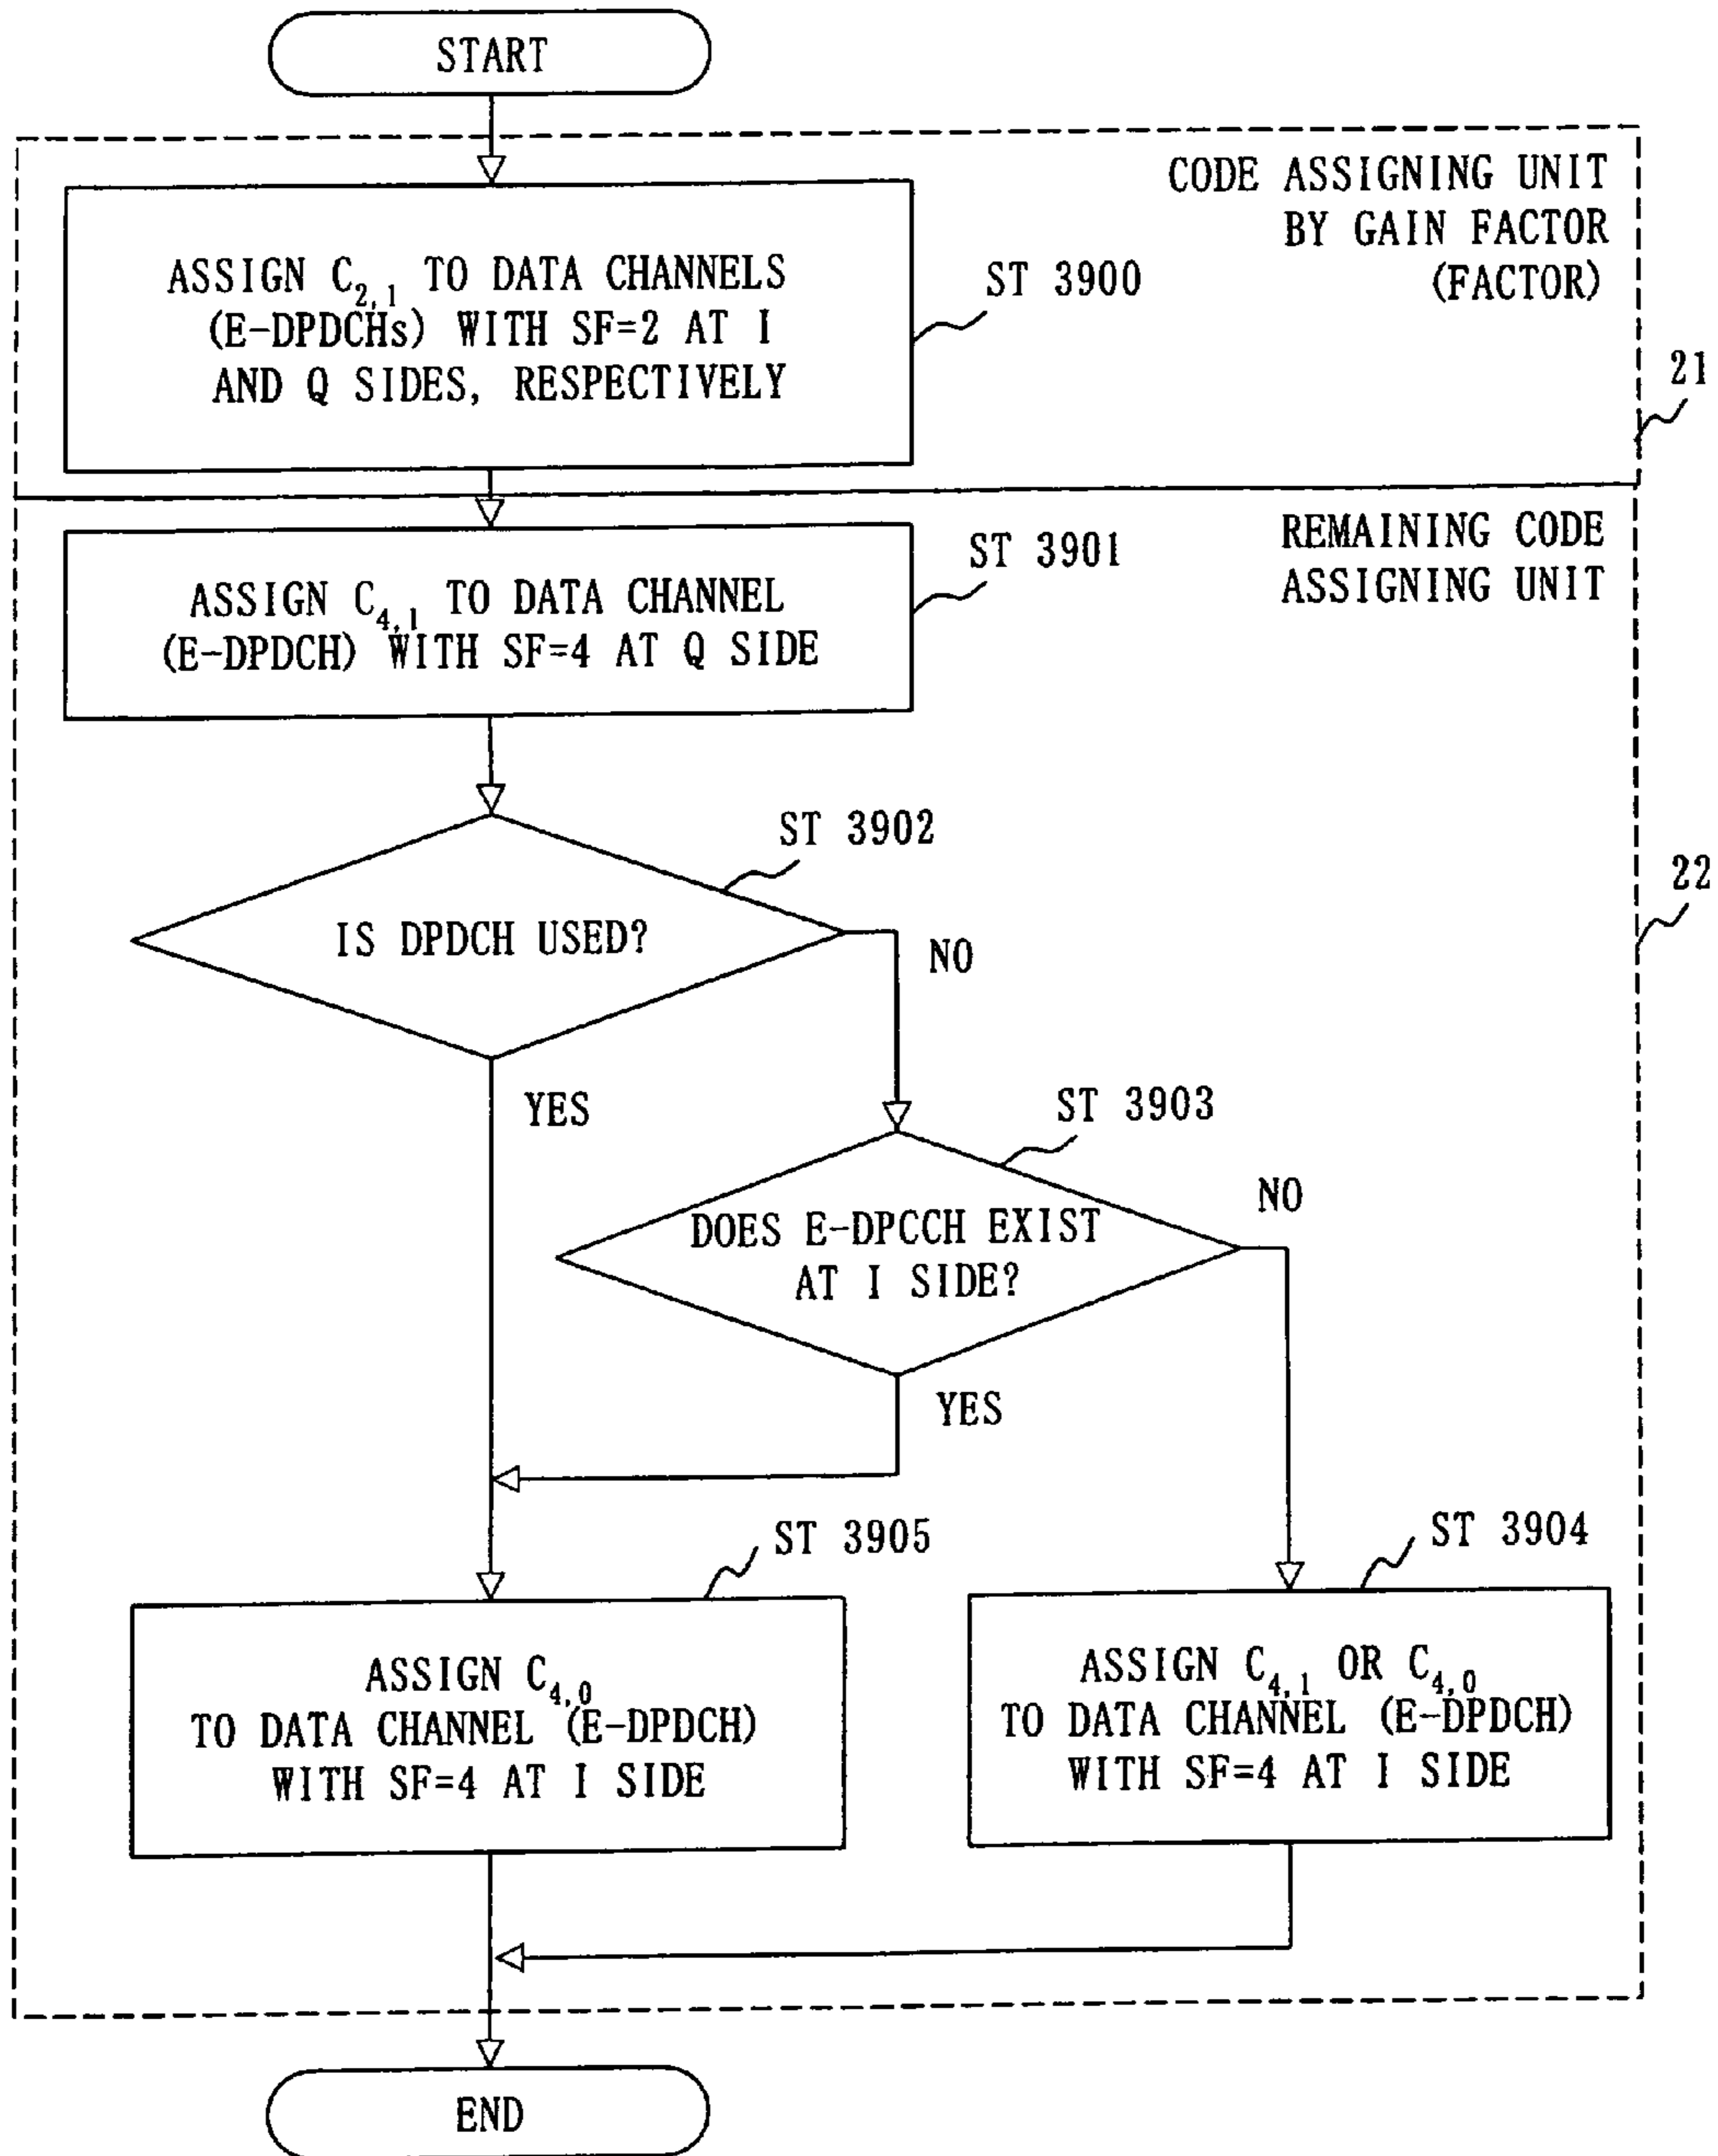 START
CODE ASSIGNING UNIT
BY GAIN FACTOR
(FACTOR)
ASSIGN C2,1 TO DATA CHANNELS
(E-DPDCHs) WITH SF=2 AT I
AND Q SIDES, RESPECTIVELY
ST 3900
21
REMAINING CODE
ASSIGNING UNIT
ST 3901
ASSIGN C4,1 TO DATA CHANNEL
(E-DPDCH) WITH SF=4 AT Q SIDE
ST 3902
22
IS DPDCH USED?
NO
YES
ST 3903
DOES E-DPCCH EXIST
AT I SIDE?
NO
YES
ST 3905
ST 3904
ASSIGN C4,0
TO DATA CHANNEL (E-DPDCH)
WITH SF=4 AT I SIDE
ASSIGN C4,1 OR C4,0
TO DATA CHANNEL (E-DPDCH)
WITH SF=4 AT I SIDE
END